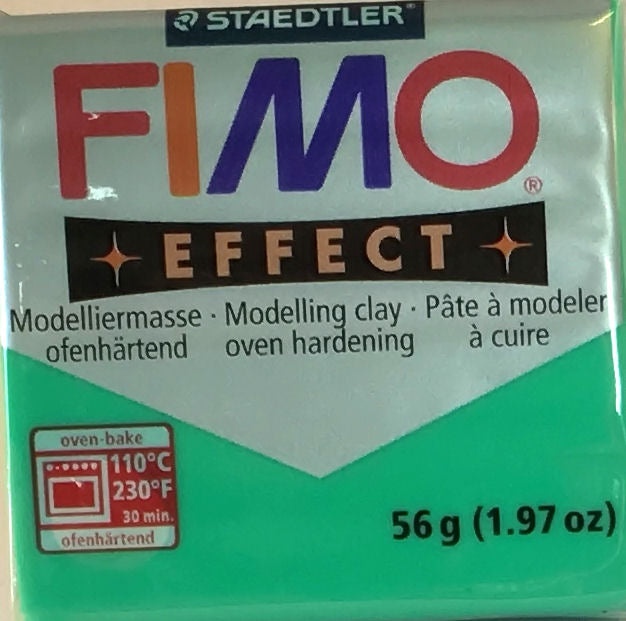 STAEDTLER®
FIMO®
EFFECT
Modelliermasse · Modelling clay · Pâte à modeler
ofenhärtend oven hardening à cuire
oven-bake
110°C
230°F
30 min.
ofenhärtend
56 g (1.97 oz)